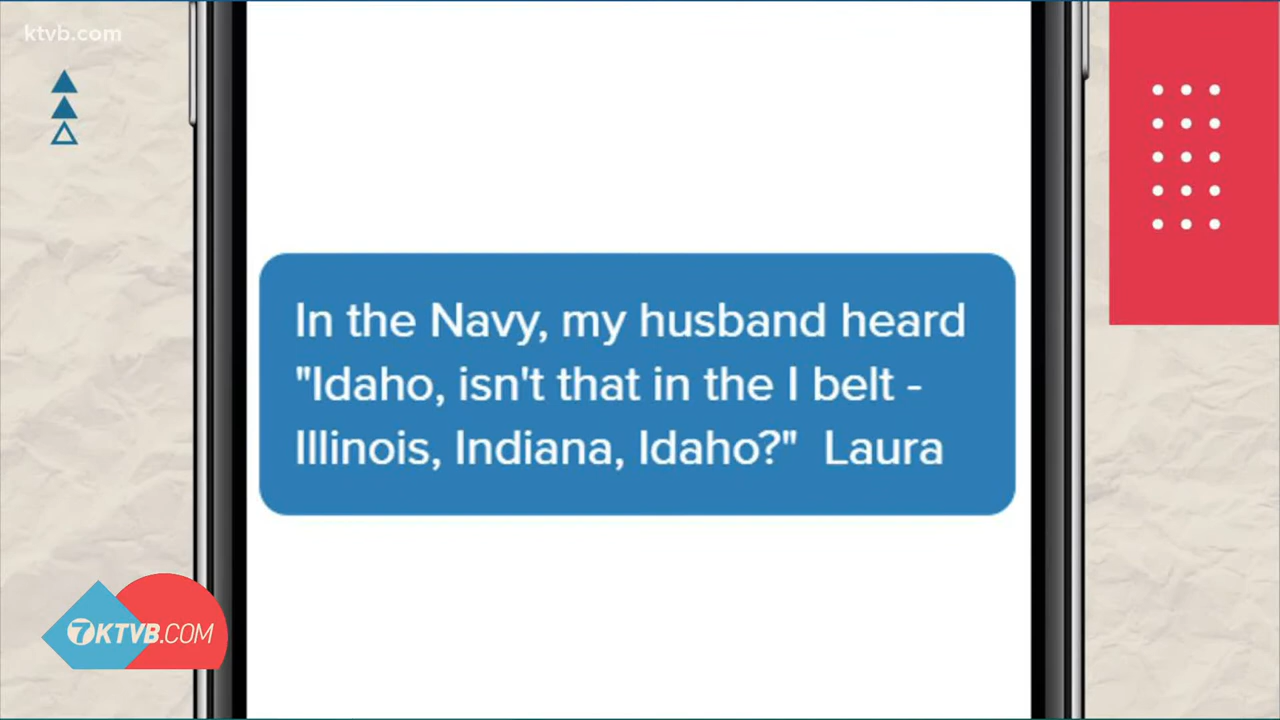 ktvb.com
In the Navy, my husband heard
"Idaho, isn't that in the I belt -
Illinois, Indiana, Idaho?"  Laura
7KTVB.COM